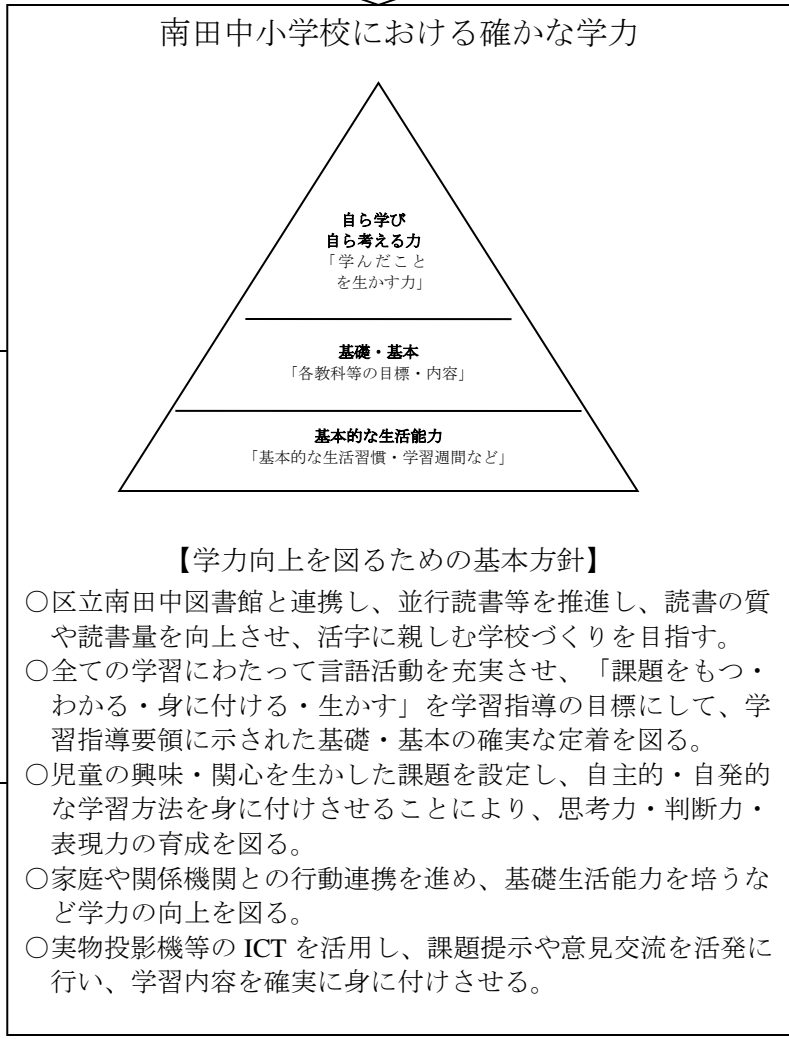 南田中小学校における確かな学力
自ら学び
自ら考える力
「学んだこと
を生かす力」
基礎・基本
「各教科等の目標・内容」
基本的な生活能力
「基本的な生活習慣・学習週間など」
【学力向上を図るための基本方針】
○区立南田中図書館と連携し、並行読書等を推進し、読書の質
や読書量を向上させ、活字に親しむ学校づくりを目指す。
○全ての学習にわたって言語活動を充実させ、「課題をもつ・
わかる・身に付ける・生かす」を学習指導の目標にして、学
習指導要領に示された基礎・基本の確実な定着を図る。
○児童の興味・関心を生かした課題を設定し、自主的・自発的
な学習方法を身に付けさせることにより、思考力・判断力・
表現力の育成を図る。
○家庭や関係機関との行動連携を進め、基礎生活能力を培うな
ど学力の向上を図る。
○実物投影機等の ICT を活用し、課題提示や意見交流を活発に
行い、学習内容を確実に身に付けさせる。